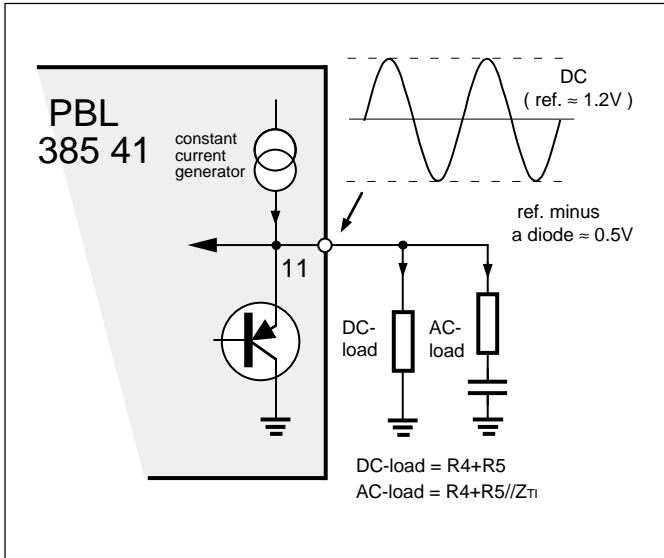 PBL
385 41
constant
current
generator
11
DC
( ref. ≈ 1.2V )
ref. minus
a diode ≈ 0.5V
DC-
load
AC-
load
DC-load = R4+R5
AC-load = R4+R5//ZTI